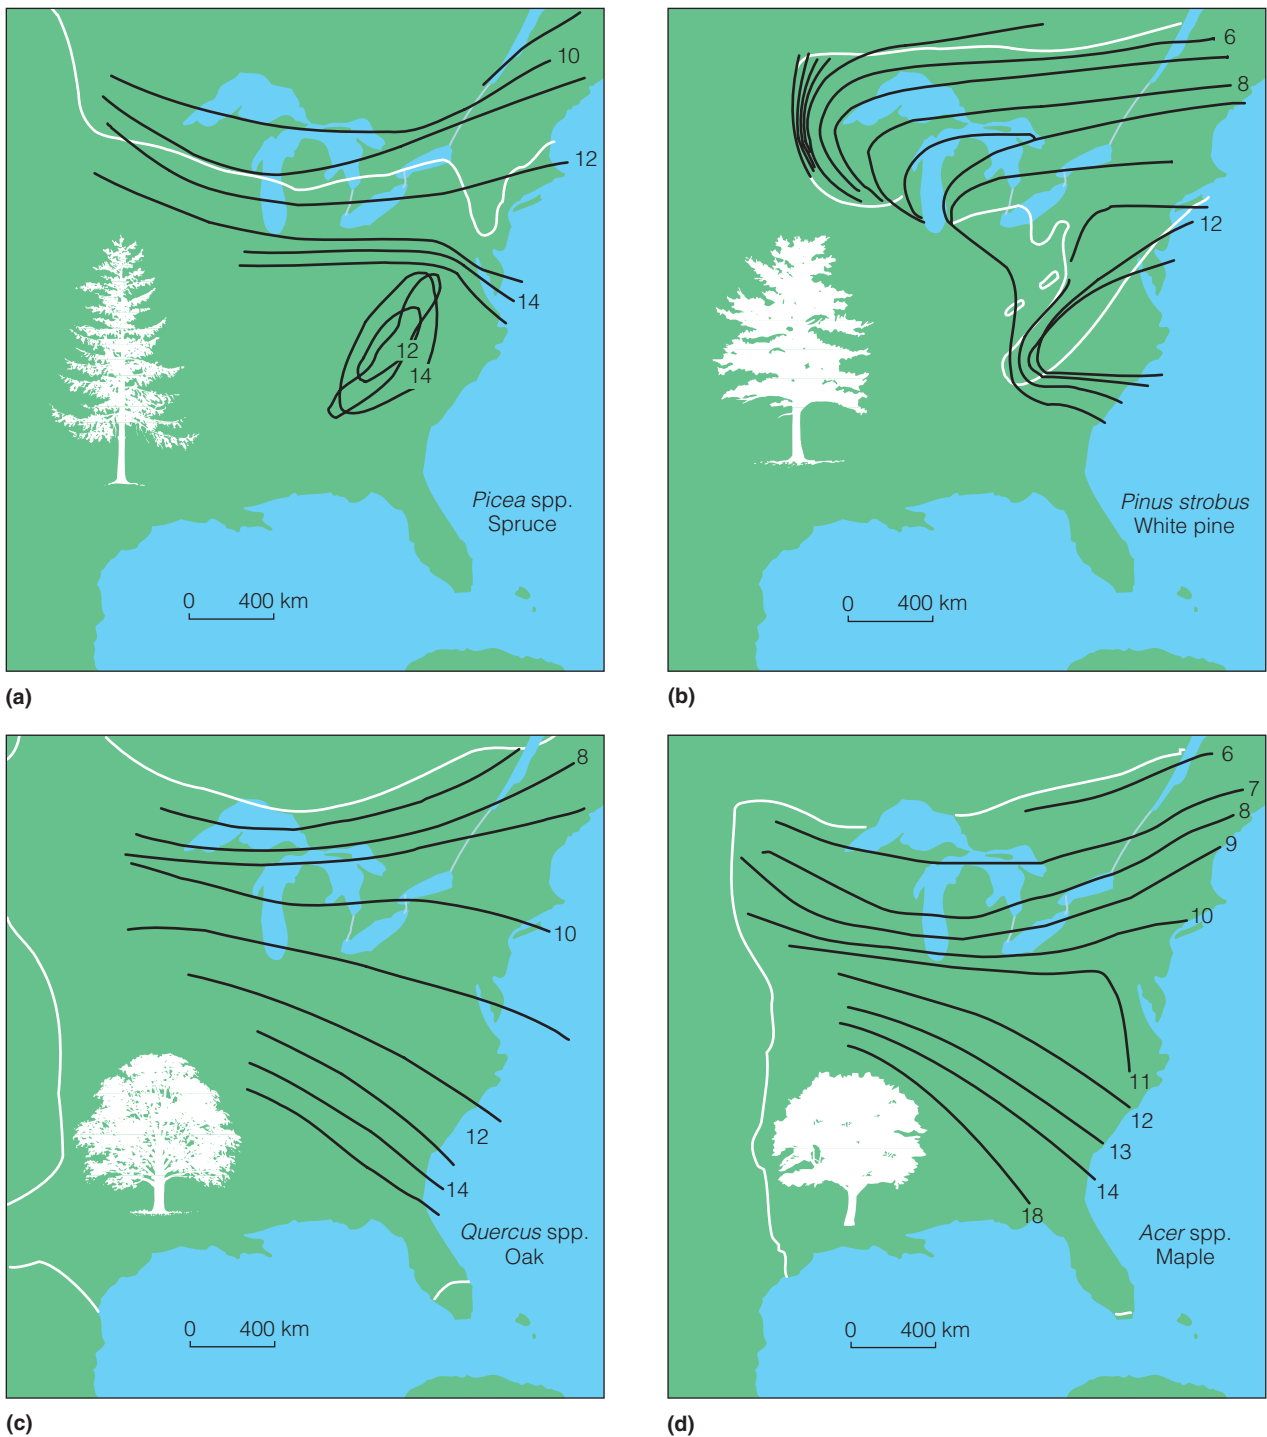 10
12
14
12
14
Picea spp.
Spruce
0 400 km
(a)
6
8
12
Pinus strobus
White pine
0 400 km
(b)
8
10
12
14
Quercus spp.
Oak
0 400 km
(c)
6
7
8
9
10
11
12
13
14
18
Acer spp.
Maple
0 400 km
(d)